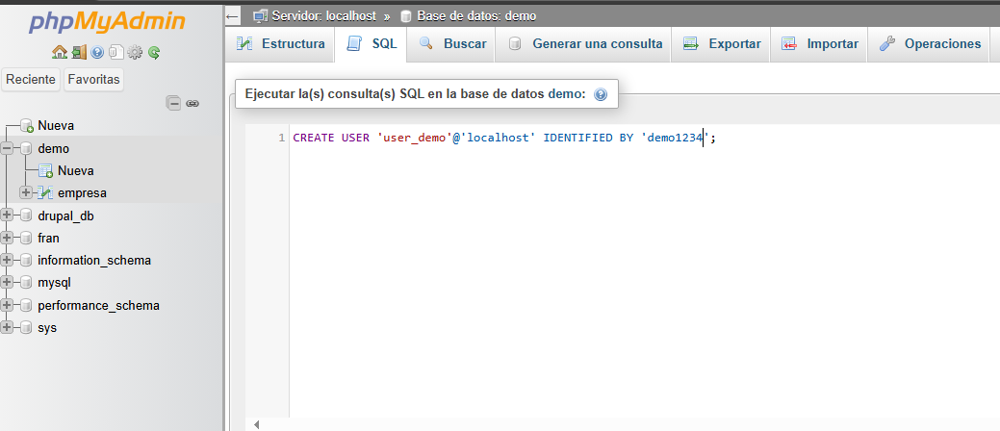 phpMyAdmin
Reciente Favoritas
Nueva
demo
Nueva
empresa
drupal_db
fran
information_schema
mysql
performance_schema
sys
Servidor: localhost » Base de datos: demo
Estructura SQL Buscar Generar una consulta Exportar Importar Operaciones
Ejecutar la(s) consulta(s) SQL en la base de datos demo:
1 CREATE USER 'user_demo'@'localhost' IDENTIFIED BY 'demo1234';